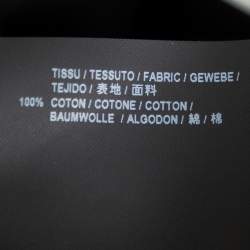 TISSU / TESSUTO / FABRIC / GEWEBE /
TEJIDO / 表地 / 面料
100% COTON / COTONE / COTTON /
BAUMWOLLE / ALGODON / 綿 / 棉